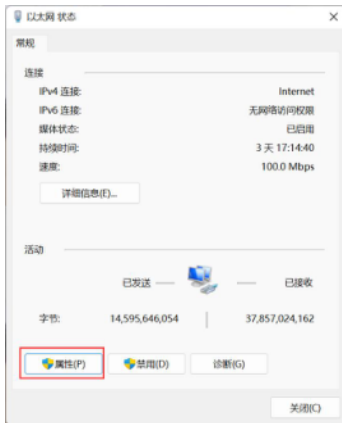 以太网 状态
常规
连接
IPv4 连接: Internet
IPv6 连接: 无网络访问权限
媒体状态: 已启用
持续时间: 3 天 17:14:40
速度: 100.0 Mbps
详细信息(E)...
活动
已发送 已接收
字节: 14,595,646,054 37,857,024,162
属性(P) 禁用(D) 诊断(G)
关闭(C)